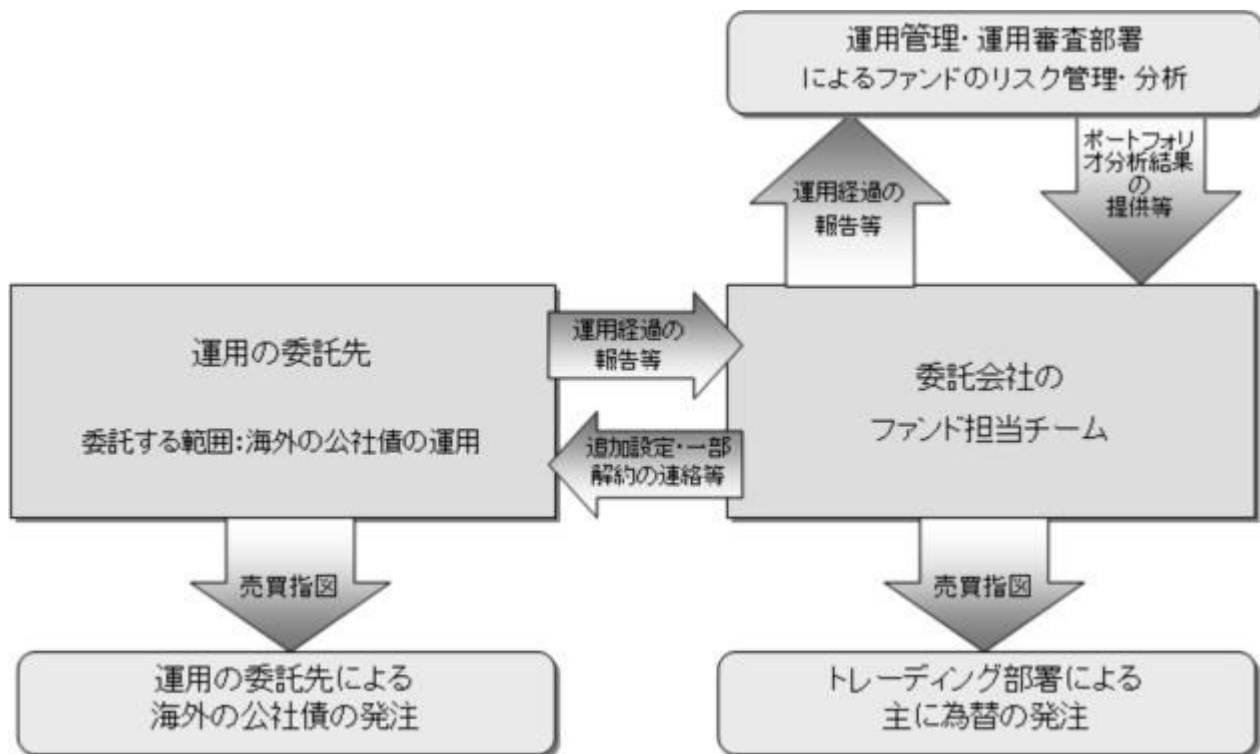 運用管理・運用審査部署
によるファンドのリスク管理・分析
運用経過の
報告等
ポートフォリ
オ分析結果
の
提供等
運用の委託先
委託する範囲:海外の公社債の運用
運用経過の
報告等
追加設定・一部
解約の連絡等
委託会社の
ファンド担当チーム
売買指図
売買指図
運用の委託先による
海外の公社債の発注
トレーディング部署による
主に為替の発注